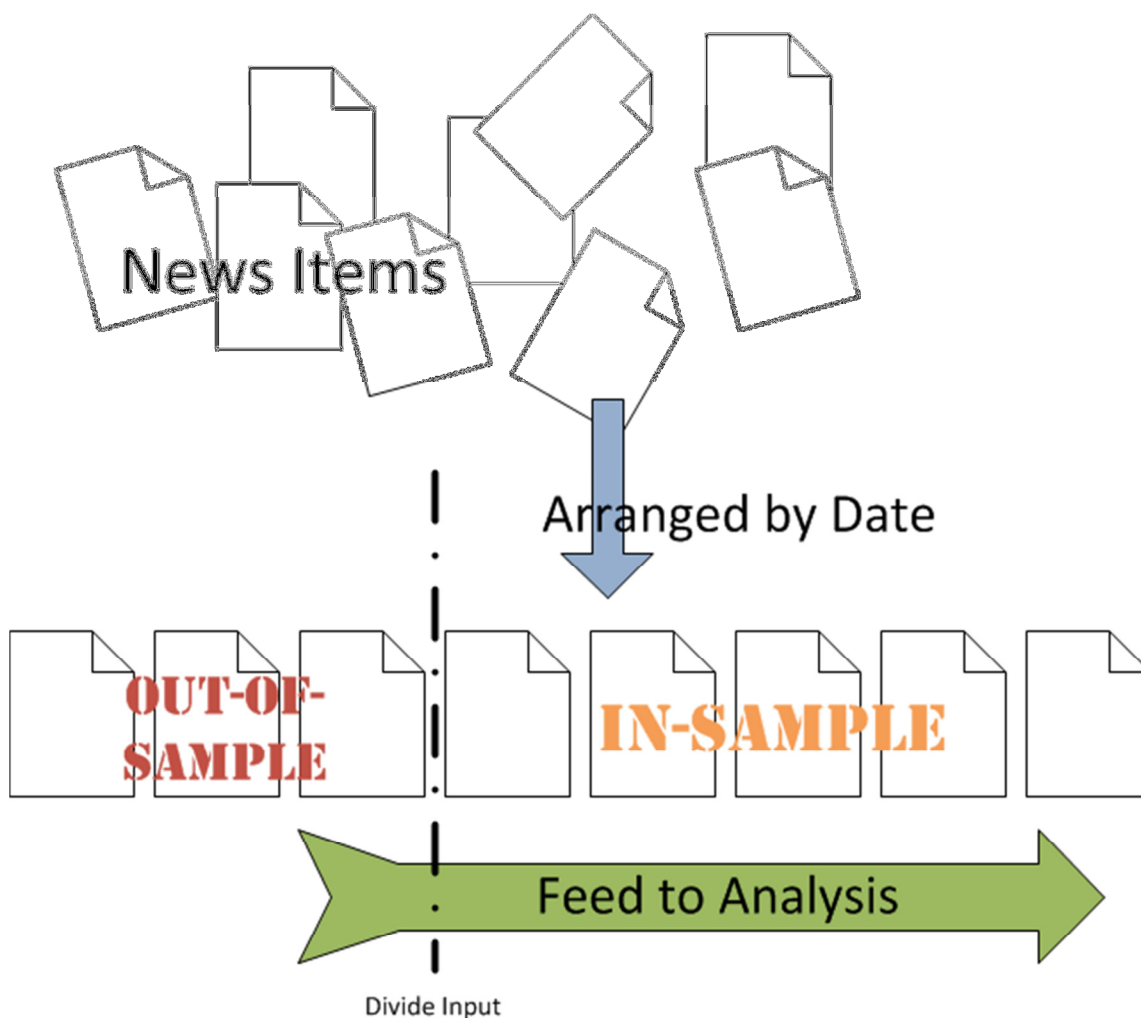 News Items
Arranged by Date
OUT-OF-
SAMPLE
IN-SAMPLE
Feed to Analysis
Divide Input